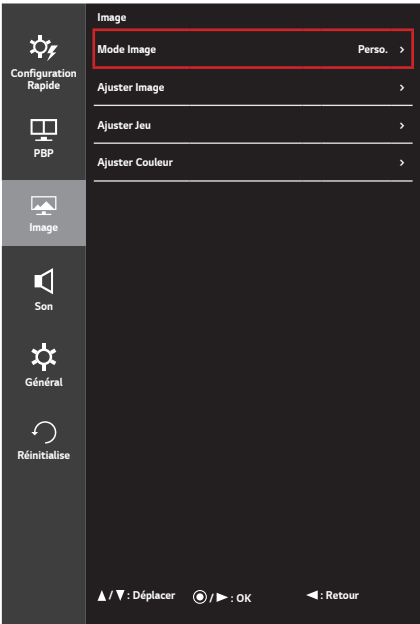 Image
Mode Image Perso. >
Ajuster Image >
Ajuster Jeu >
Ajuster Couleur >
Configuration
Rapide
PBP
Image
Son
Général
Réinitialise
▲ / ▼ : Déplacer ◉ / ► : OK ◄ : Retour